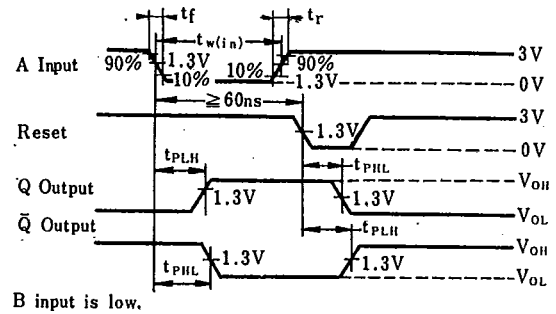 tf tr
tw(in)
A Input 90% 1.3V 10% 10% 1.3V 90% 3V
0V
≧60ns
Reset 1.3V 3V
0V
tPLH tPHL
Q Output 1.3V 1.3V VOH
VOL
tPLH
Q̄ Output 1.3V 1.3V VOH
tPHL VOL
B input is low,